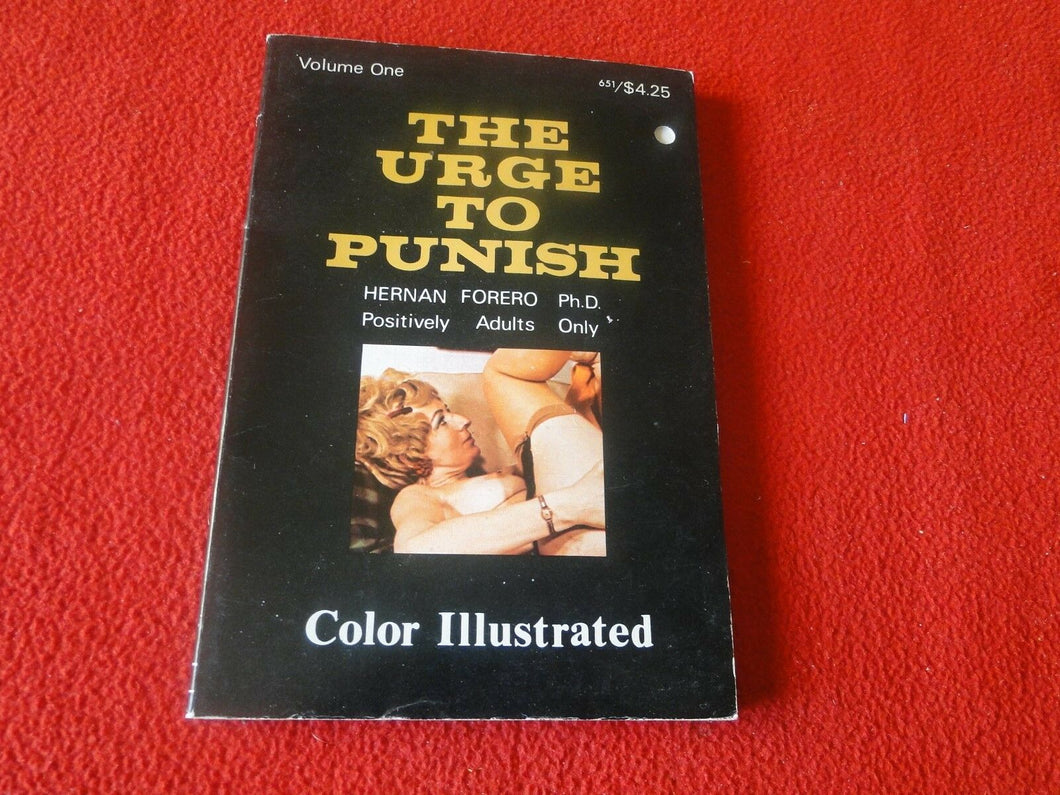 Volume One
651/$4.25
THE
URGE
TO
PUNISH
HERNAN FORERO Ph.D.
Positively Adults Only
Color Illustrated